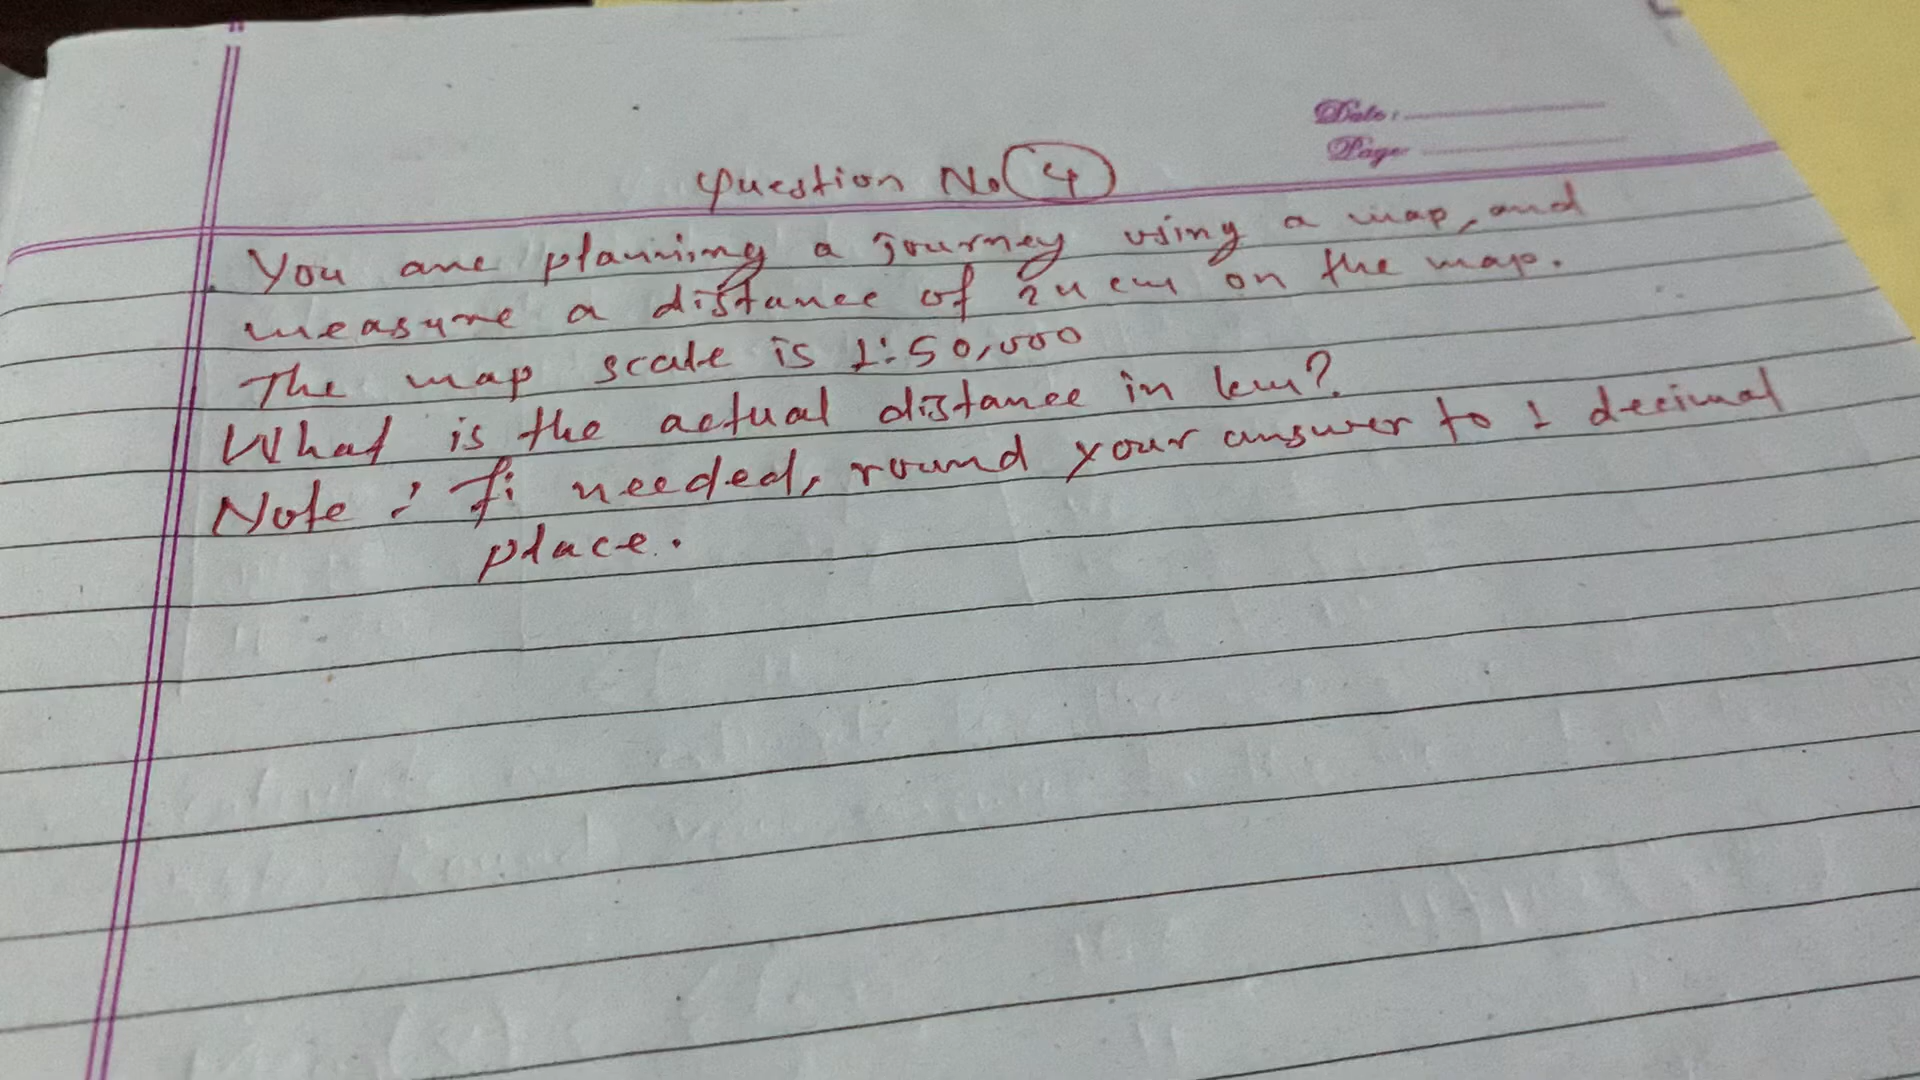 Date:
Page
Question No 4
You are planning a journey using a map, and
measure a distance of 24 cm on the map.
The map scale is 1:50,000
What is the actual distance in km?
Note : If needed, round your answer to 1 decimal
place.